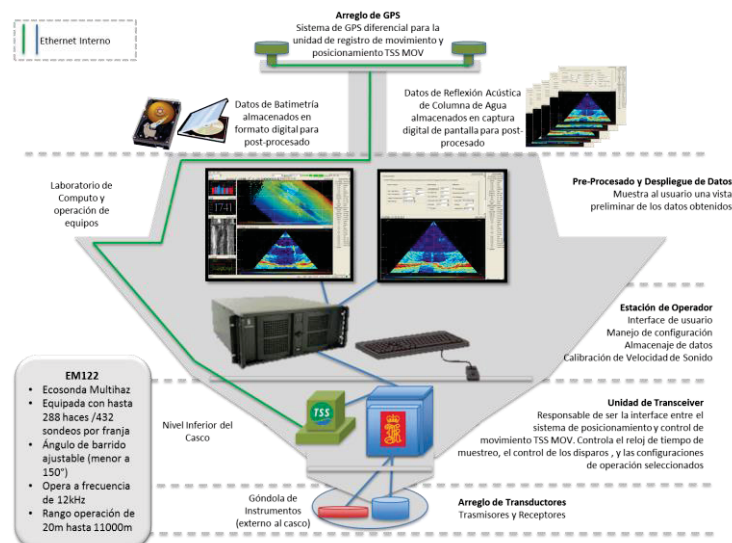 Ethernet Interno
Arreglo de GPS
Sistema de GPS diferencial para la
unidad de registro de movimiento y
posicionamiento TSS MOV
Datos de Batimetría
almacenados en
formato digital para
post-procesado
Datos de Reflexión Acústica
de Columna de Agua
almacenados en captura
digital de pantalla para post-
procesado
Laboratorio de
Computo y
operación de
equipos
Pre-Procesado y Despliegue de Datos
Muestra al usuario una vista
preliminar de los datos obtenidos
Estación de Operador
Interface de usuario
Manejo de configuración
Almacenaje de datos
Calibración de Velocidad de Sonido
EM122
• Ecosonda Multihaz
• Equipada con hasta
288 haces /432
sondeos por franja
• Ángulo de barrido
ajustable (menor a
150°)
• Opera a frecuencia
de 12kHz
• Rango operación de
20m hasta 11000m
Nivel Inferior del
Casco
TSS
Unidad de Transceiver
Responsable de ser la interface entre el
sistema de posicionamiento y control de
movimiento TSS MOV. Controla el reloj de tiempo de
muestreo, el control de los disparos , y las configuraciones
de operación seleccionados
Góndola de
Instrumentos
(externo al casco)
Arreglo de Transductores
Trasmisores y Receptores